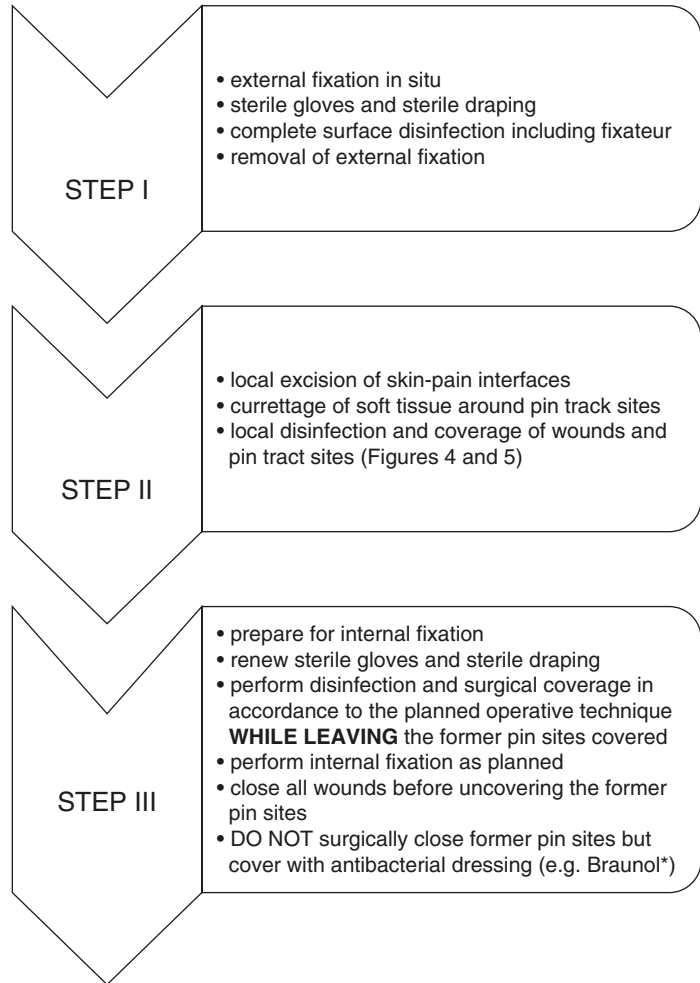 STEP I
• external fixation in situ
• sterile gloves and sterile draping
• complete surface disinfection including fixateur
• removal of external fixation
STEP II
• local excision of skin-pain interfaces
• currettage of soft tissue around pin track sites
• local disinfection and coverage of wounds and
pin tract sites (Figures 4 and 5)
STEP III
• prepare for internal fixation
• renew sterile gloves and sterile draping
• perform disinfection and surgical coverage in
accordance to the planned operative technique
WHILE LEAVING the former pin sites covered
• perform internal fixation as planned
• close all wounds before uncovering the former
pin sites
• DO NOT surgically close former pin sites but
cover with antibacterial dressing (e.g. Braunol*)